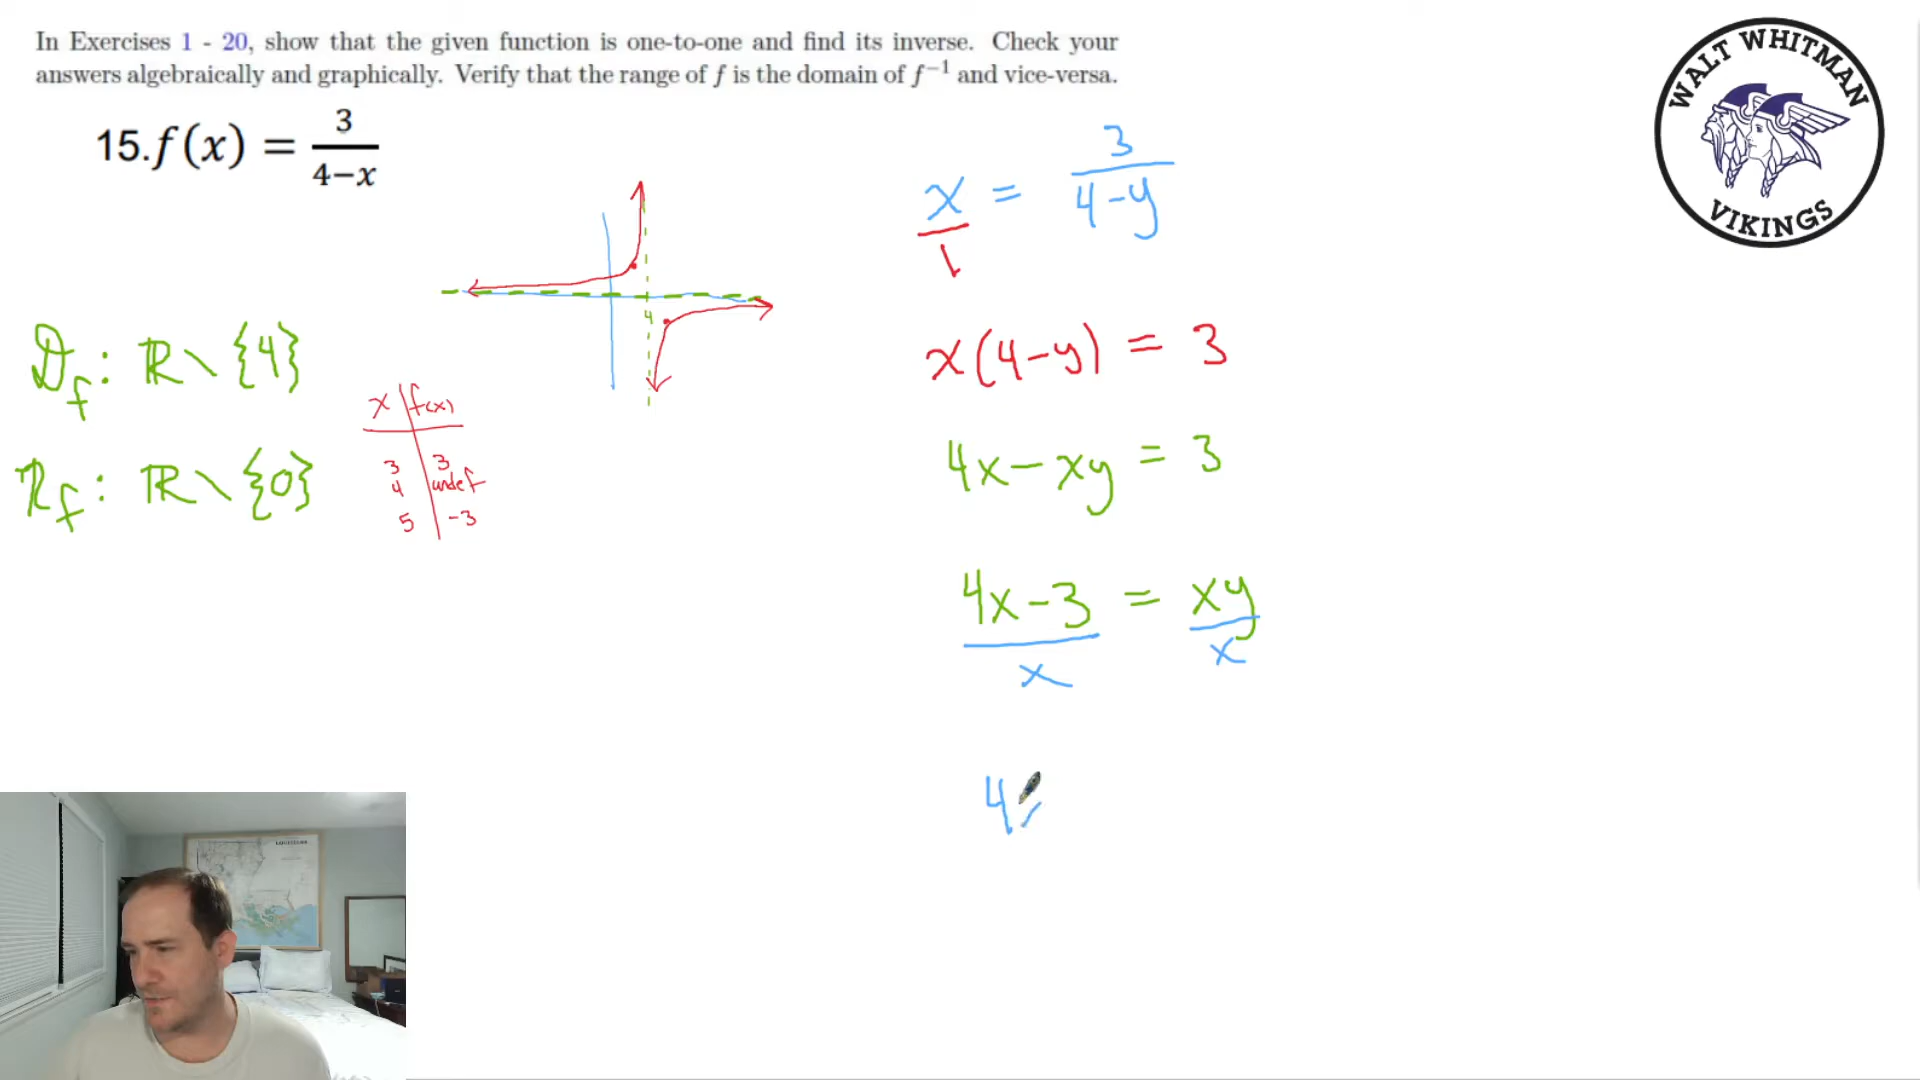 In Exercises 1 - 20, show that the given function is one-to-one and find its inverse. Check your
answers algebraically and graphically. Verify that the range of f is the domain of f⁻¹ and vice-versa.
15. f(x) = 3/(4−x)
4
D_f : ℝ \ {4}
R_f : ℝ \ {0}
x | f(x)
3 | 3
4 | undef
5 | -3
x/1 = 3/(4-y)
x(4-y) = 3
4x - xy = 3
(4x-3)/x = xy/x
4
WALT WHITMAN
VIKINGS